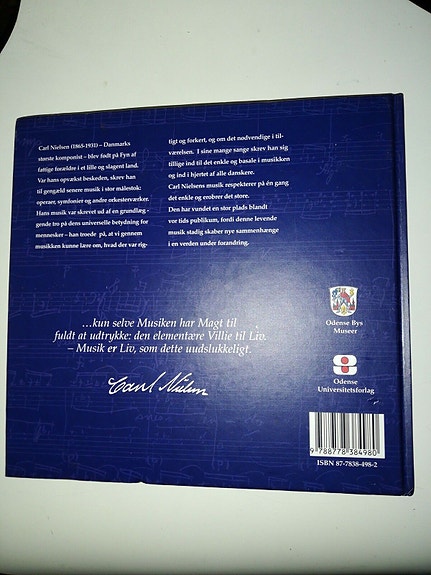 Carl Nielsen (1865-1931) – Danmarks
største komponist – blev født på Fyn af
fattige forældre i et lille og slagent land.
Var hans opvækst beskeden, skrev han
til gengæld senere musik i stor målestok:
operaer, symfonier og andre orkesterværker.
Hans musik var skrevet ud af en grundlæg-
gende tro på dens universelle betydning for
mennesker – han troede på, at vi gennem
musikken kunne lære om, hvad der var rig-
tigt og forkert, og om det nødvendige i til-
værelsen. I sine mange sange skrev han sig
tillige ind til det enkle og basale i musikken
og ind i hjertet af alle danskere.
Carl Nielsens musik respekterer på én gang
det enkle og erobrer det store.
Den har vundet en stor plads blandt
vor tids publikum, fordi denne levende
musik stadig skaber nye sammenhænge
i en verden under forandring.
...kun selve Musiken har Magt til
fuldt at udtrykke: den elementære Villie til Liv.
– Musik er Liv, som dette uudslukkeligt.
Carl Nielsen
Odense Bys
Museer
Odense
Universitetsforlag
9 788778 384980
ISBN 87-7838-498-2